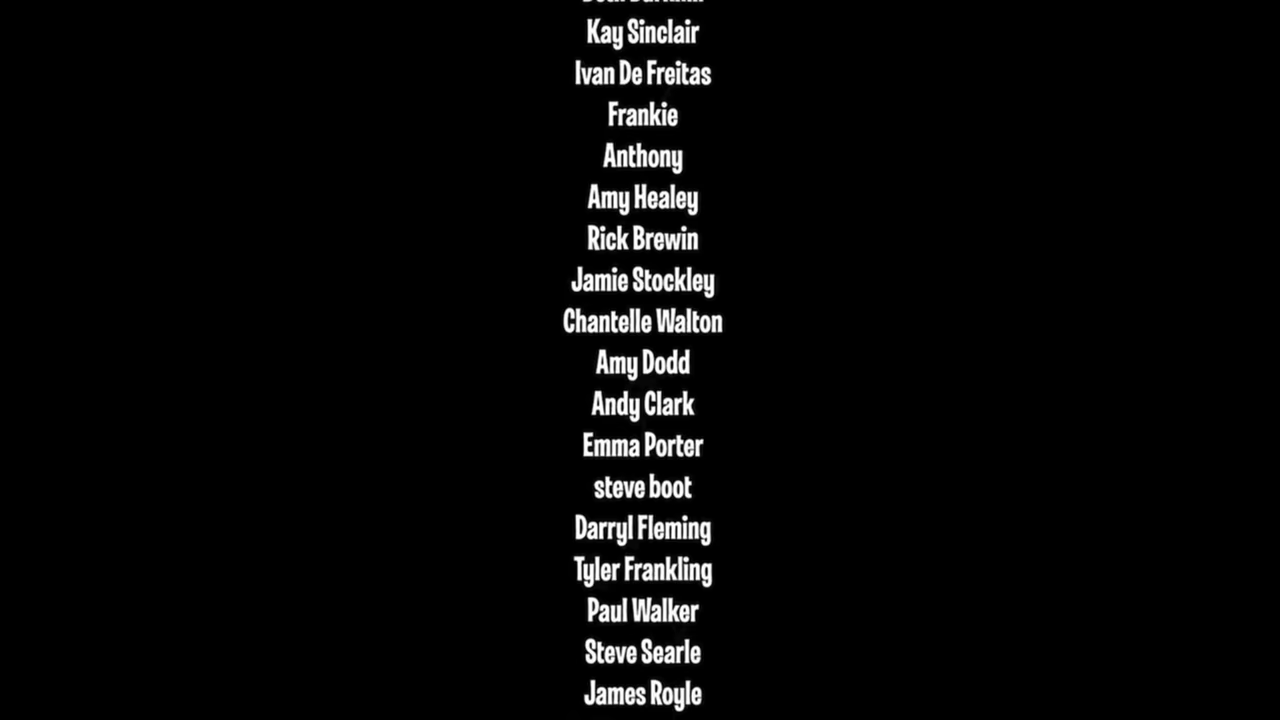 Kay Sinclair
Ivan De Freitas
Frankie
Anthony
Amy Healey
Rick Brewin
Jamie Stockley
Chantelle Walton
Amy Dodd
Andy Clark
Emma Porter
steve boot
Darryl Fleming
Tyler Frankling
Paul Walker
Steve Searle
James Royle